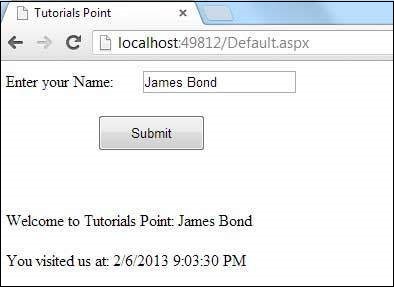 Tutorials Point
localhost:49812/Default.aspx
Enter your Name: James Bond
Submit
Welcome to Tutorials Point: James Bond
You visited us at: 2/6/2013 9:03:30 PM